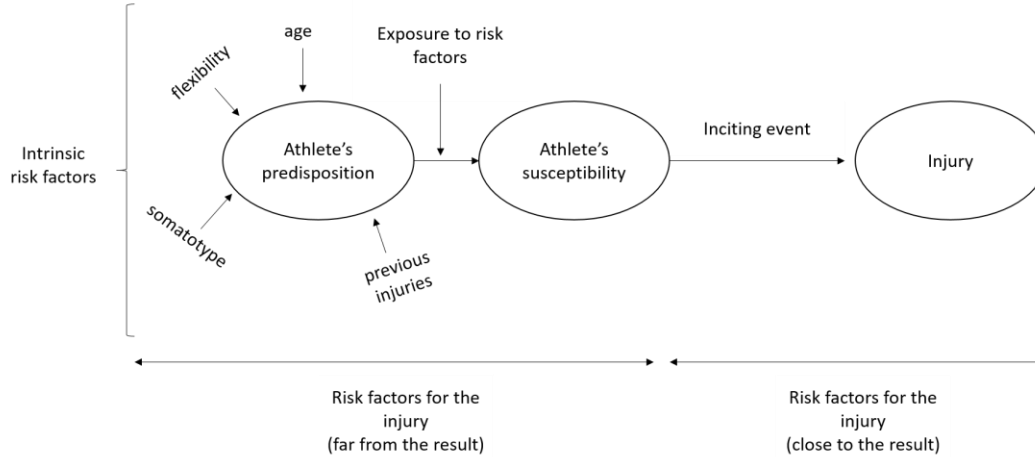 Intrinsic
risk factors
flexibility
age
somatotype
previous
injuries
Athlete's
predisposition
Exposure to risk
factors
Athlete's
susceptibility
Inciting event
Injury
Risk factors for the
injury
(far from the result)
Risk factors for the
injury
(close to the result)